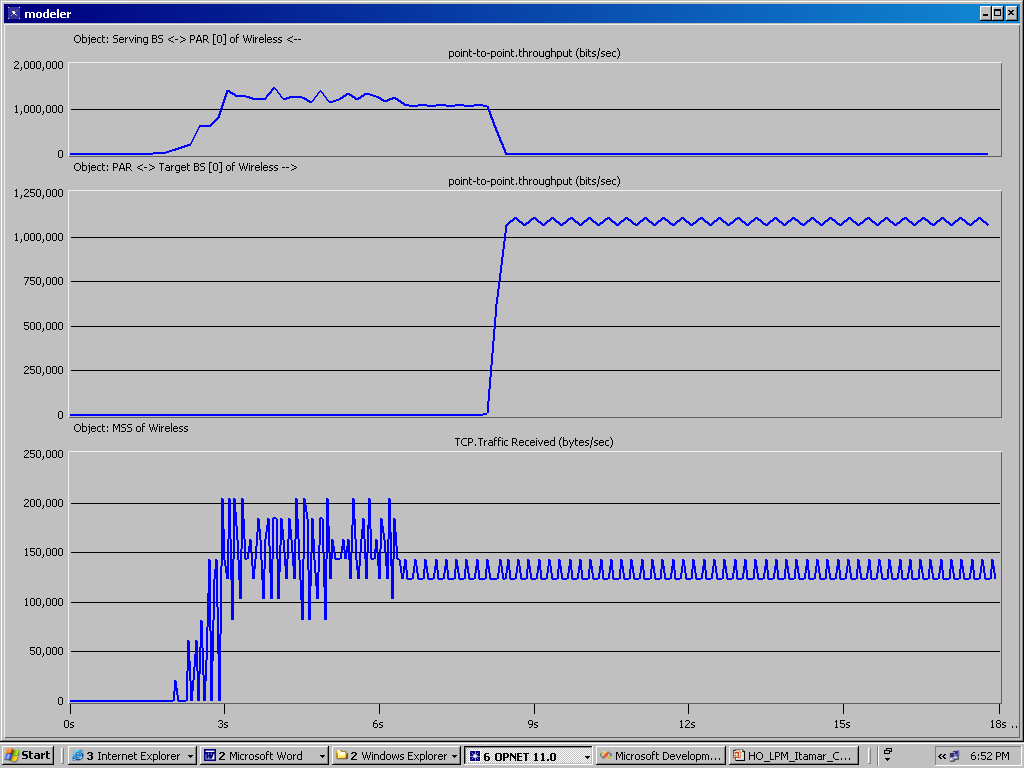 modeler
Object: Serving BS <-> PAR [0] of Wireless <--
point-to-point.throughput (bits/sec)
2,000,000
1,000,000
0
Object: PAR <-> Target BS [0] of Wireless -->
point-to-point.throughput (bits/sec)
1,250,000
1,000,000
750,000
500,000
250,000
0
Object: MSS of Wireless
TCP.Traffic Received (bytes/sec)
250,000
200,000
150,000
100,000
50,000
0
0s 3s 6s 9s 12s 15s 18s ..
Start 3 Internet Explorer 2 Microsoft Word 2 Windows Explorer 6 OPNET 11.0 Microsoft Developm... HO_LPM_Itamar_C... 6:52 PM